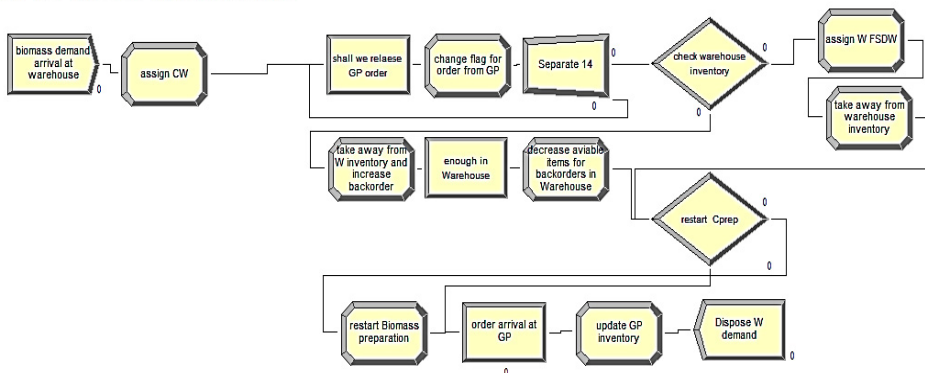 biomass demand
arrival at
warehouse
0
assign CW
shall we relaese
GP order
change flag for
order from GP
Separate 14
0
0
check warehouse
inventory
0
0
assign W FSDW
take away from
warehouse
inventory
take away from
W inventory and
increase
backorder
enough in
Warehouse
decrease aviable
items for
backorders in
Warehouse
restart Cprep
0
0
restart Biomass
preparation
order arrival at
GP
0
update GP
inventory
Dispose W
demand
0